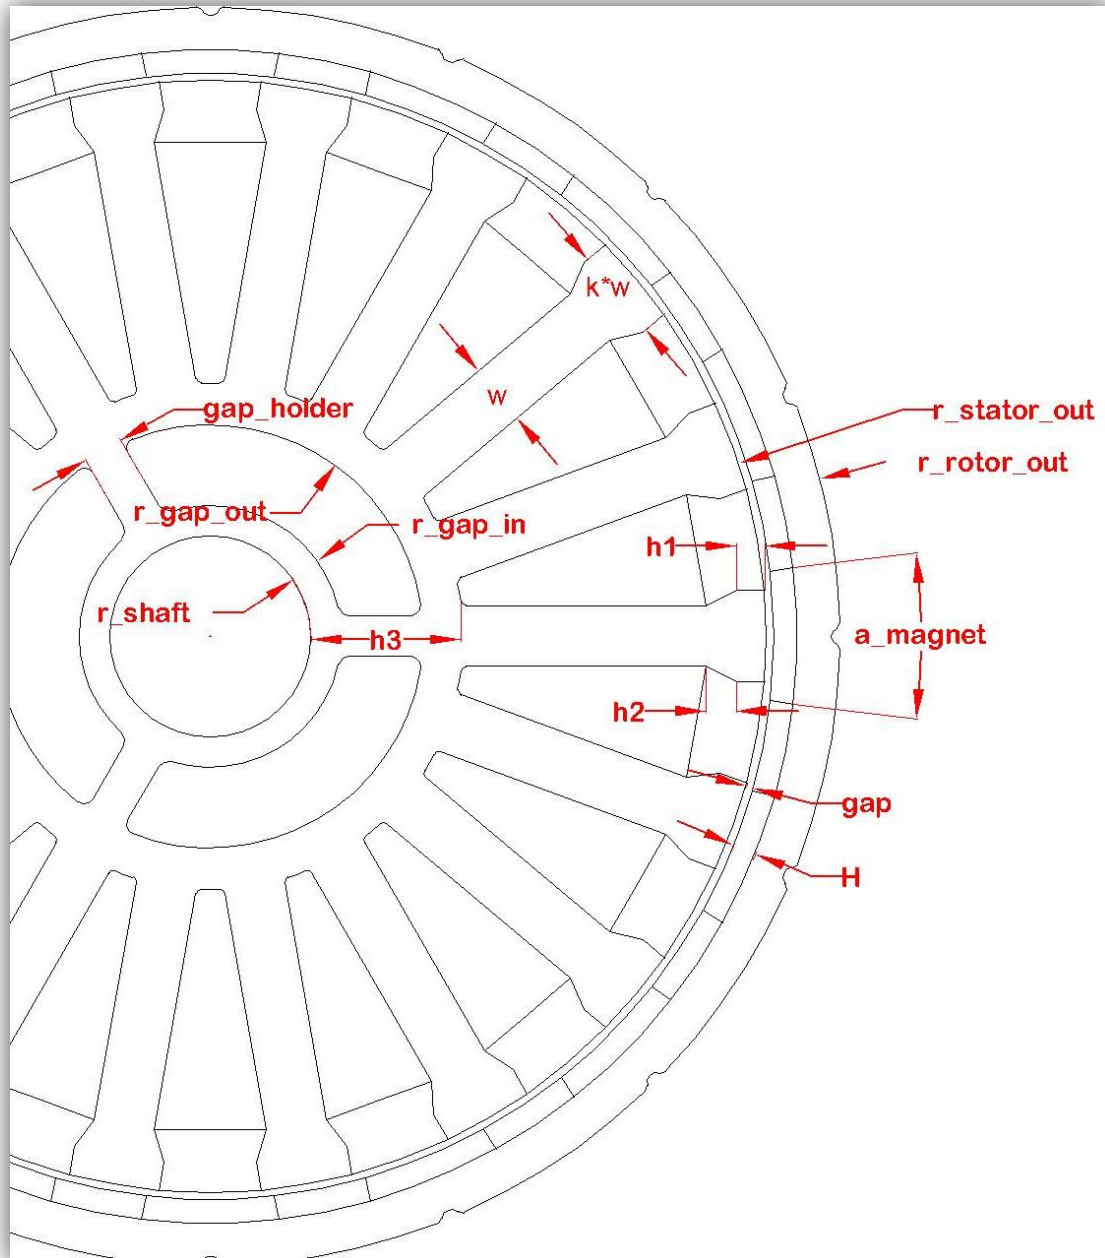 k*w
w
gap_holder
r_stator_out
r_rotor_out
r_gap_out
r_gap_in
h1
r_shaft
h3
a_magnet
h2
gap
H